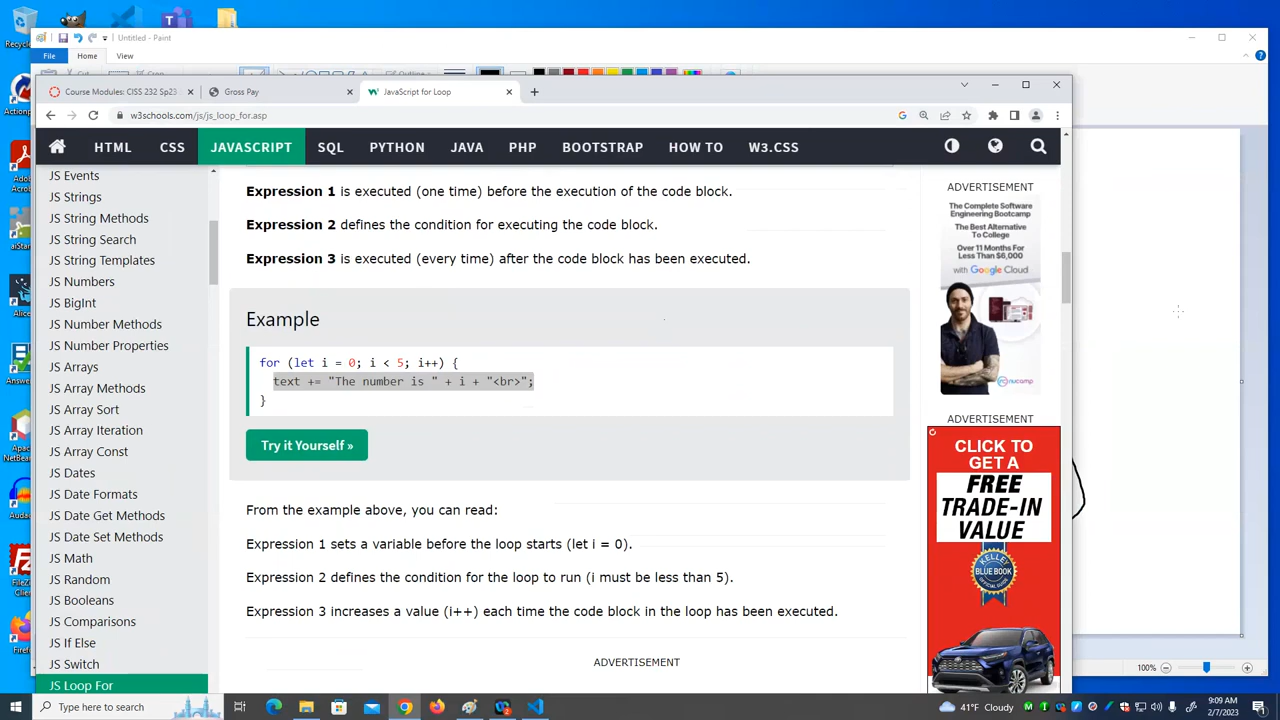 Recycl
Untitled - Paint
File
Home
View
Course Modules: CISS 232 Sp23
Gross Pay
JavaScript for Loop
w3schools.com/js/js_loop_for.asp
HTML
CSS
JAVASCRIPT
SQL
PYTHON
JAVA
PHP
BOOTSTRAP
HOW TO
W3.CSS
JS Events
JS Strings
JS String Methods
JS String Search
JS String Templates
JS Numbers
JS BigInt
JS Number Methods
JS Number Properties
JS Arrays
JS Array Methods
JS Array Sort
JS Array Iteration
JS Array Const
JS Dates
JS Date Formats
JS Date Get Methods
JS Date Set Methods
JS Math
JS Random
JS Booleans
JS Comparisons
JS If Else
JS Switch
JS Loop For
Expression 1 is executed (one time) before the execution of the code block.
Expression 2 defines the condition for executing the code block.
Expression 3 is executed (every time) after the code block has been executed.
Example
for (let i = 0; i < 5; i++) {
text += "The number is " + i + "<br>";
}
Try it Yourself »
From the example above, you can read:
Expression 1 sets a variable before the loop starts (let i = 0).
Expression 2 defines the condition for the loop to run (i must be less than 5).
Expression 3 increases a value (i++) each time the code block in the loop has been executed.
ADVERTISEMENT
ADVERTISEMENT
The Complete Software
Engineering Bootcamp
The Best Alternative
To College
Over 11 Months For
Less Than $6,000
with Google Cloud
nucamp
ADVERTISEMENT
CLICK TO
GET A
FREE
TRADE-IN
VALUE
KELLEY
BLUE BOOK
OFFICIAL GUIDE
100%
Type here to search
41°F Cloudy
9:09 AM
2/7/2023